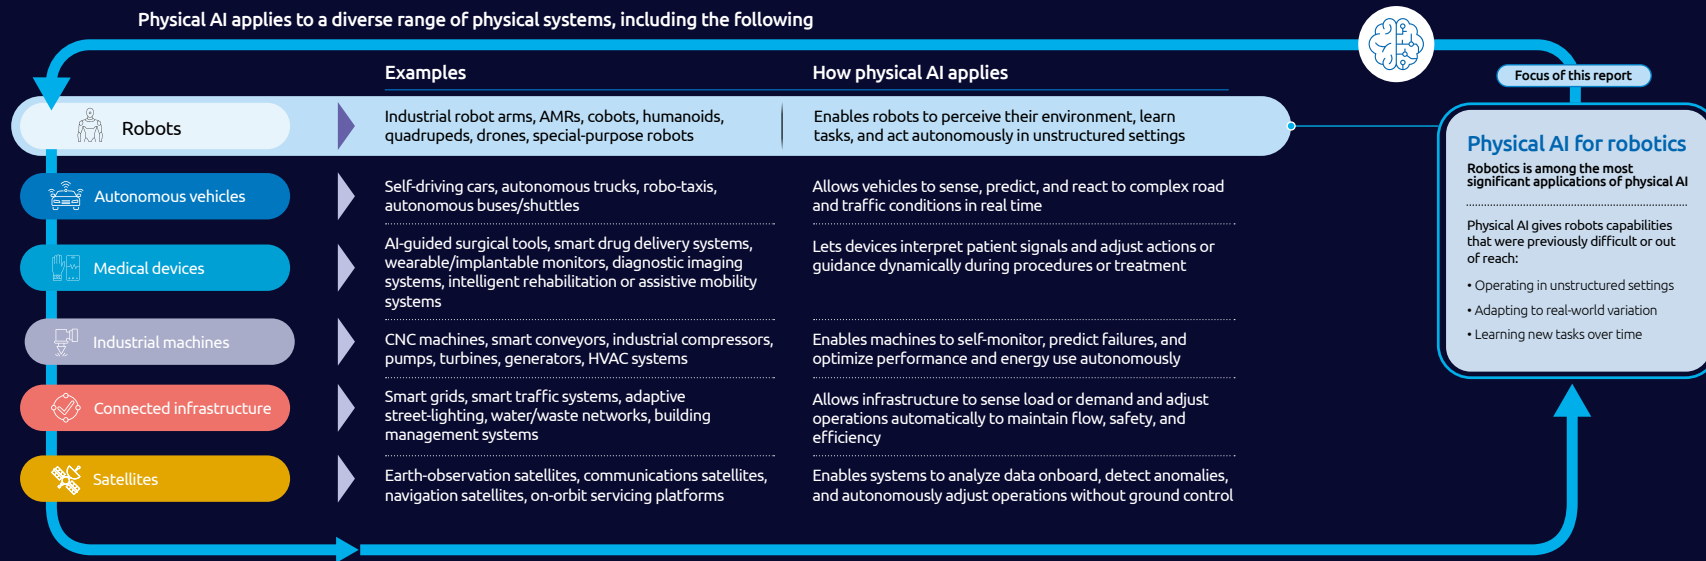 Physical AI applies to a diverse range of physical systems, including the following
Examples
How physical AI applies
Robots
Industrial robot arms, AMRs, cobots, humanoids,
quadrupeds, drones, special-purpose robots
Enables robots to perceive their environment, learn
tasks, and act autonomously in unstructured settings
Autonomous vehicles
Self-driving cars, autonomous trucks, robo-taxis,
autonomous buses/shuttles
Allows vehicles to sense, predict, and react to complex road
and traffic conditions in real time
Medical devices
AI-guided surgical tools, smart drug delivery systems,
wearable/implantable monitors, diagnostic imaging
systems, intelligent rehabilitation or assistive mobility
systems
Lets devices interpret patient signals and adjust actions or
guidance dynamically during procedures or treatment
Industrial machines
CNC machines, smart conveyors, industrial compressors,
pumps, turbines, generators, HVAC systems
Enables machines to self-monitor, predict failures, and
optimize performance and energy use autonomously
Connected infrastructure
Smart grids, smart traffic systems, adaptive
street-lighting, water/waste networks, building
management systems
Allows infrastructure to sense load or demand and adjust
operations automatically to maintain flow, safety, and
efficiency
Satellites
Earth-observation satellites, communications satellites,
navigation satellites, on-orbit servicing platforms
Enables systems to analyze data onboard, detect anomalies,
and autonomously adjust operations without ground control
Focus of this report
Physical AI for robotics
Robotics is among the most
significant applications of physical AI
Physical AI gives robots capabilities
that were previously difficult or out
of reach:
• Operating in unstructured settings
• Adapting to real-world variation
• Learning new tasks over time